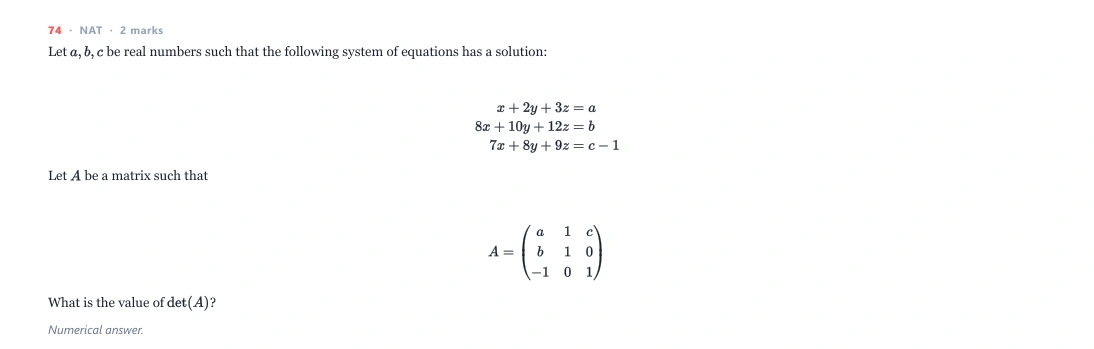 74 · NAT · 2 marks
Let a, b, c be real numbers such that the following system of equations has a solution:
x + 2y + 3z = a
8x + 10y + 12z = b
7x + 8y + 9z = c − 1
Let A be a matrix such that
A = ( a 1 c
b 1 0
−1 0 1 )
What is the value of det(A)?
Numerical answer.